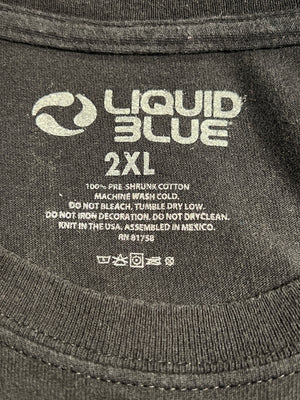 LIQUID
BLUE
2XL
100% PRE-SHRUNK COTTON
MACHINE WASH COLD.
DO NOT BLEACH, TUMBLE DRY LOW.
DO NOT IRON DECORATION, DO NOT DRYCLEAN.
KNIT IN THE USA. ASSEMBLED IN MEXICO.
RN 81758